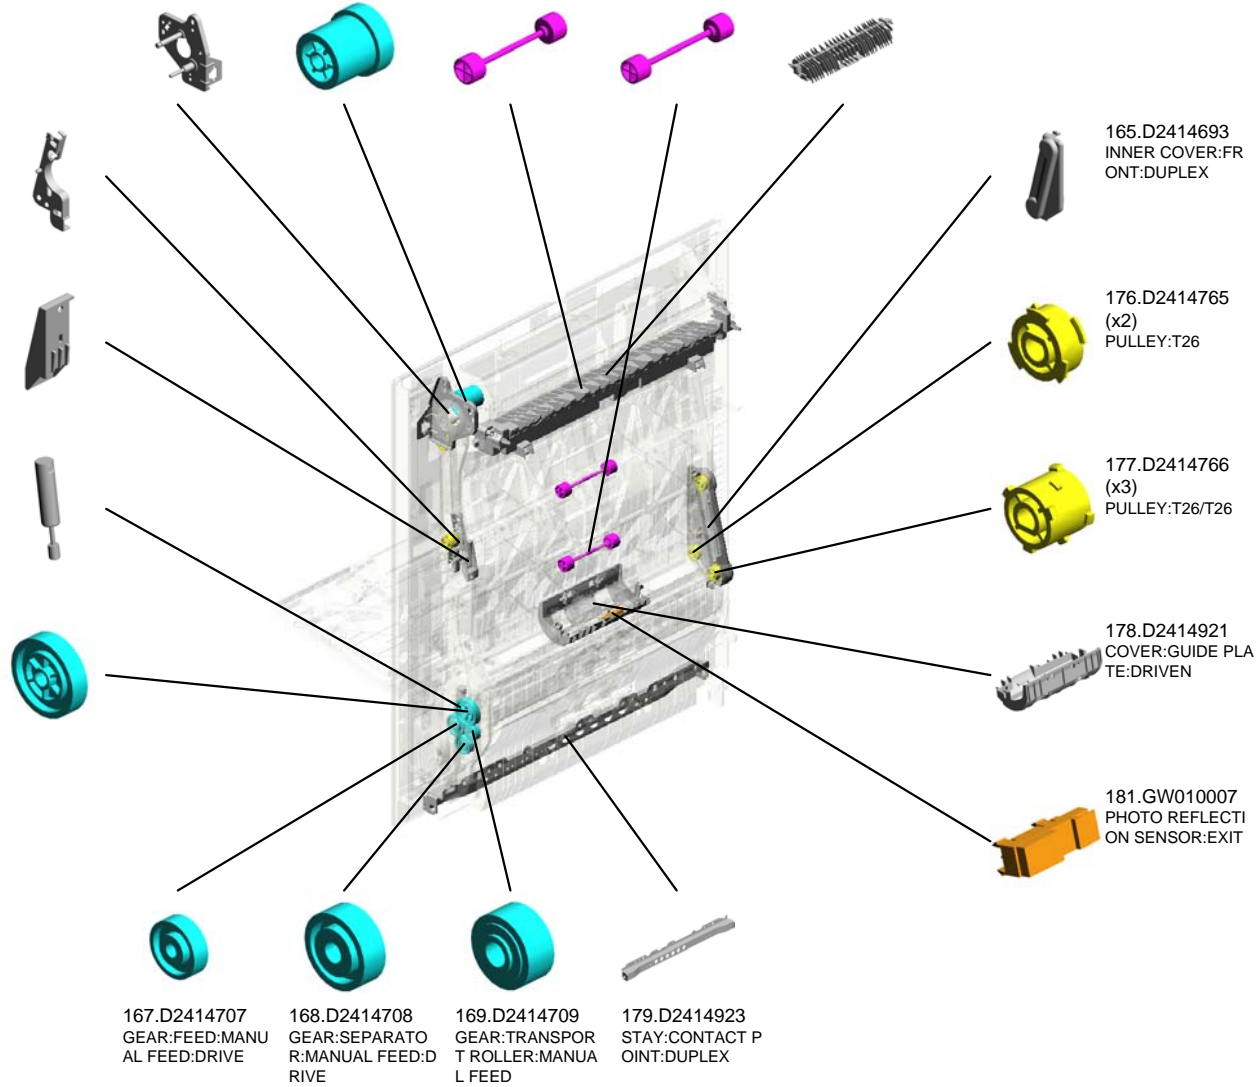 165.D2414693
INNER COVER:FR
ONT:DUPLEX
176.D2414765
(x2)
PULLEY:T26
177.D2414766
(x3)
PULLEY:T26/T26
178.D2414921
COVER:GUIDE PLA
TE:DRIVEN
181.GW010007
PHOTO REFLECTI
ON SENSOR:EXIT
167.D2414707
GEAR:FEED:MANU
AL FEED:DRIVE
168.D2414708
GEAR:SEPARATO
R:MANUAL FEED:D
RIVE
169.D2414709
GEAR:TRANSPOR
T ROLLER:MANUA
L FEED
179.D2414923
STAY:CONTACT P
OINT:DUPLEX